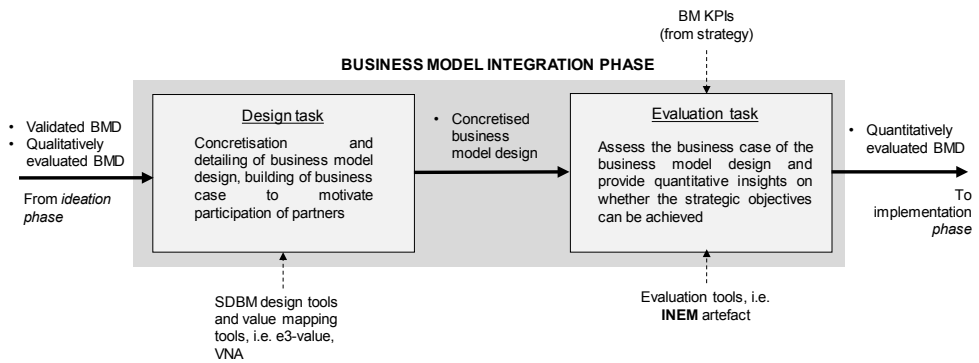 BM KPIs
(from strategy)
BUSINESS MODEL INTEGRATION PHASE
• Validated BMD
• Qualitatively
evaluated BMD
From ideation
phase
Design task
Concretisation and
detailing of business model
design, building of business
case to motivate
participation of partners
• Concretised
business
model design
Evaluation task
Assess the business case of the
business model design and
provide quantitative insights on
whether the strategic objectives
can be achieved
• Quantitatively
evaluated BMD
To
implementation
phase
SDBM design tools
and value mapping
tools, i.e. e3-value,
VNA
Evaluation tools, i.e.
INEM artefact